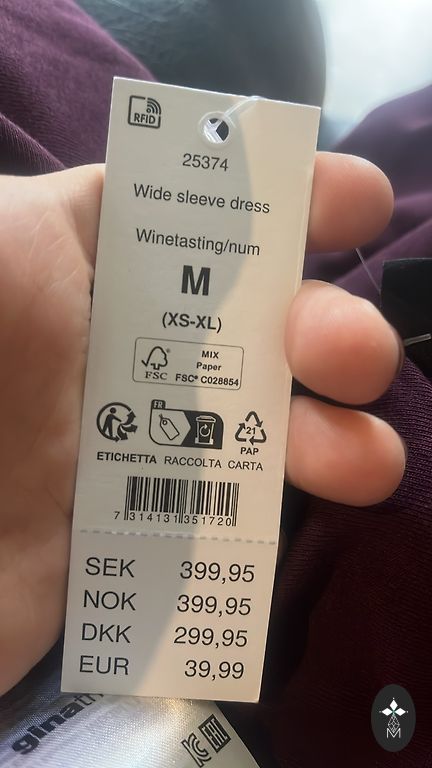 RFID
25374
Wide sleeve dress
Winetasting/num
M
(XS-XL)
FSC
MIX
Paper
FSC® C028854
FR
21
PAP
ETICHETTA RACCOLTA CARTA
7 314131 351720
SEK 399,95
NOK 399,95
DKK 299,95
EUR 39,99
gina
M